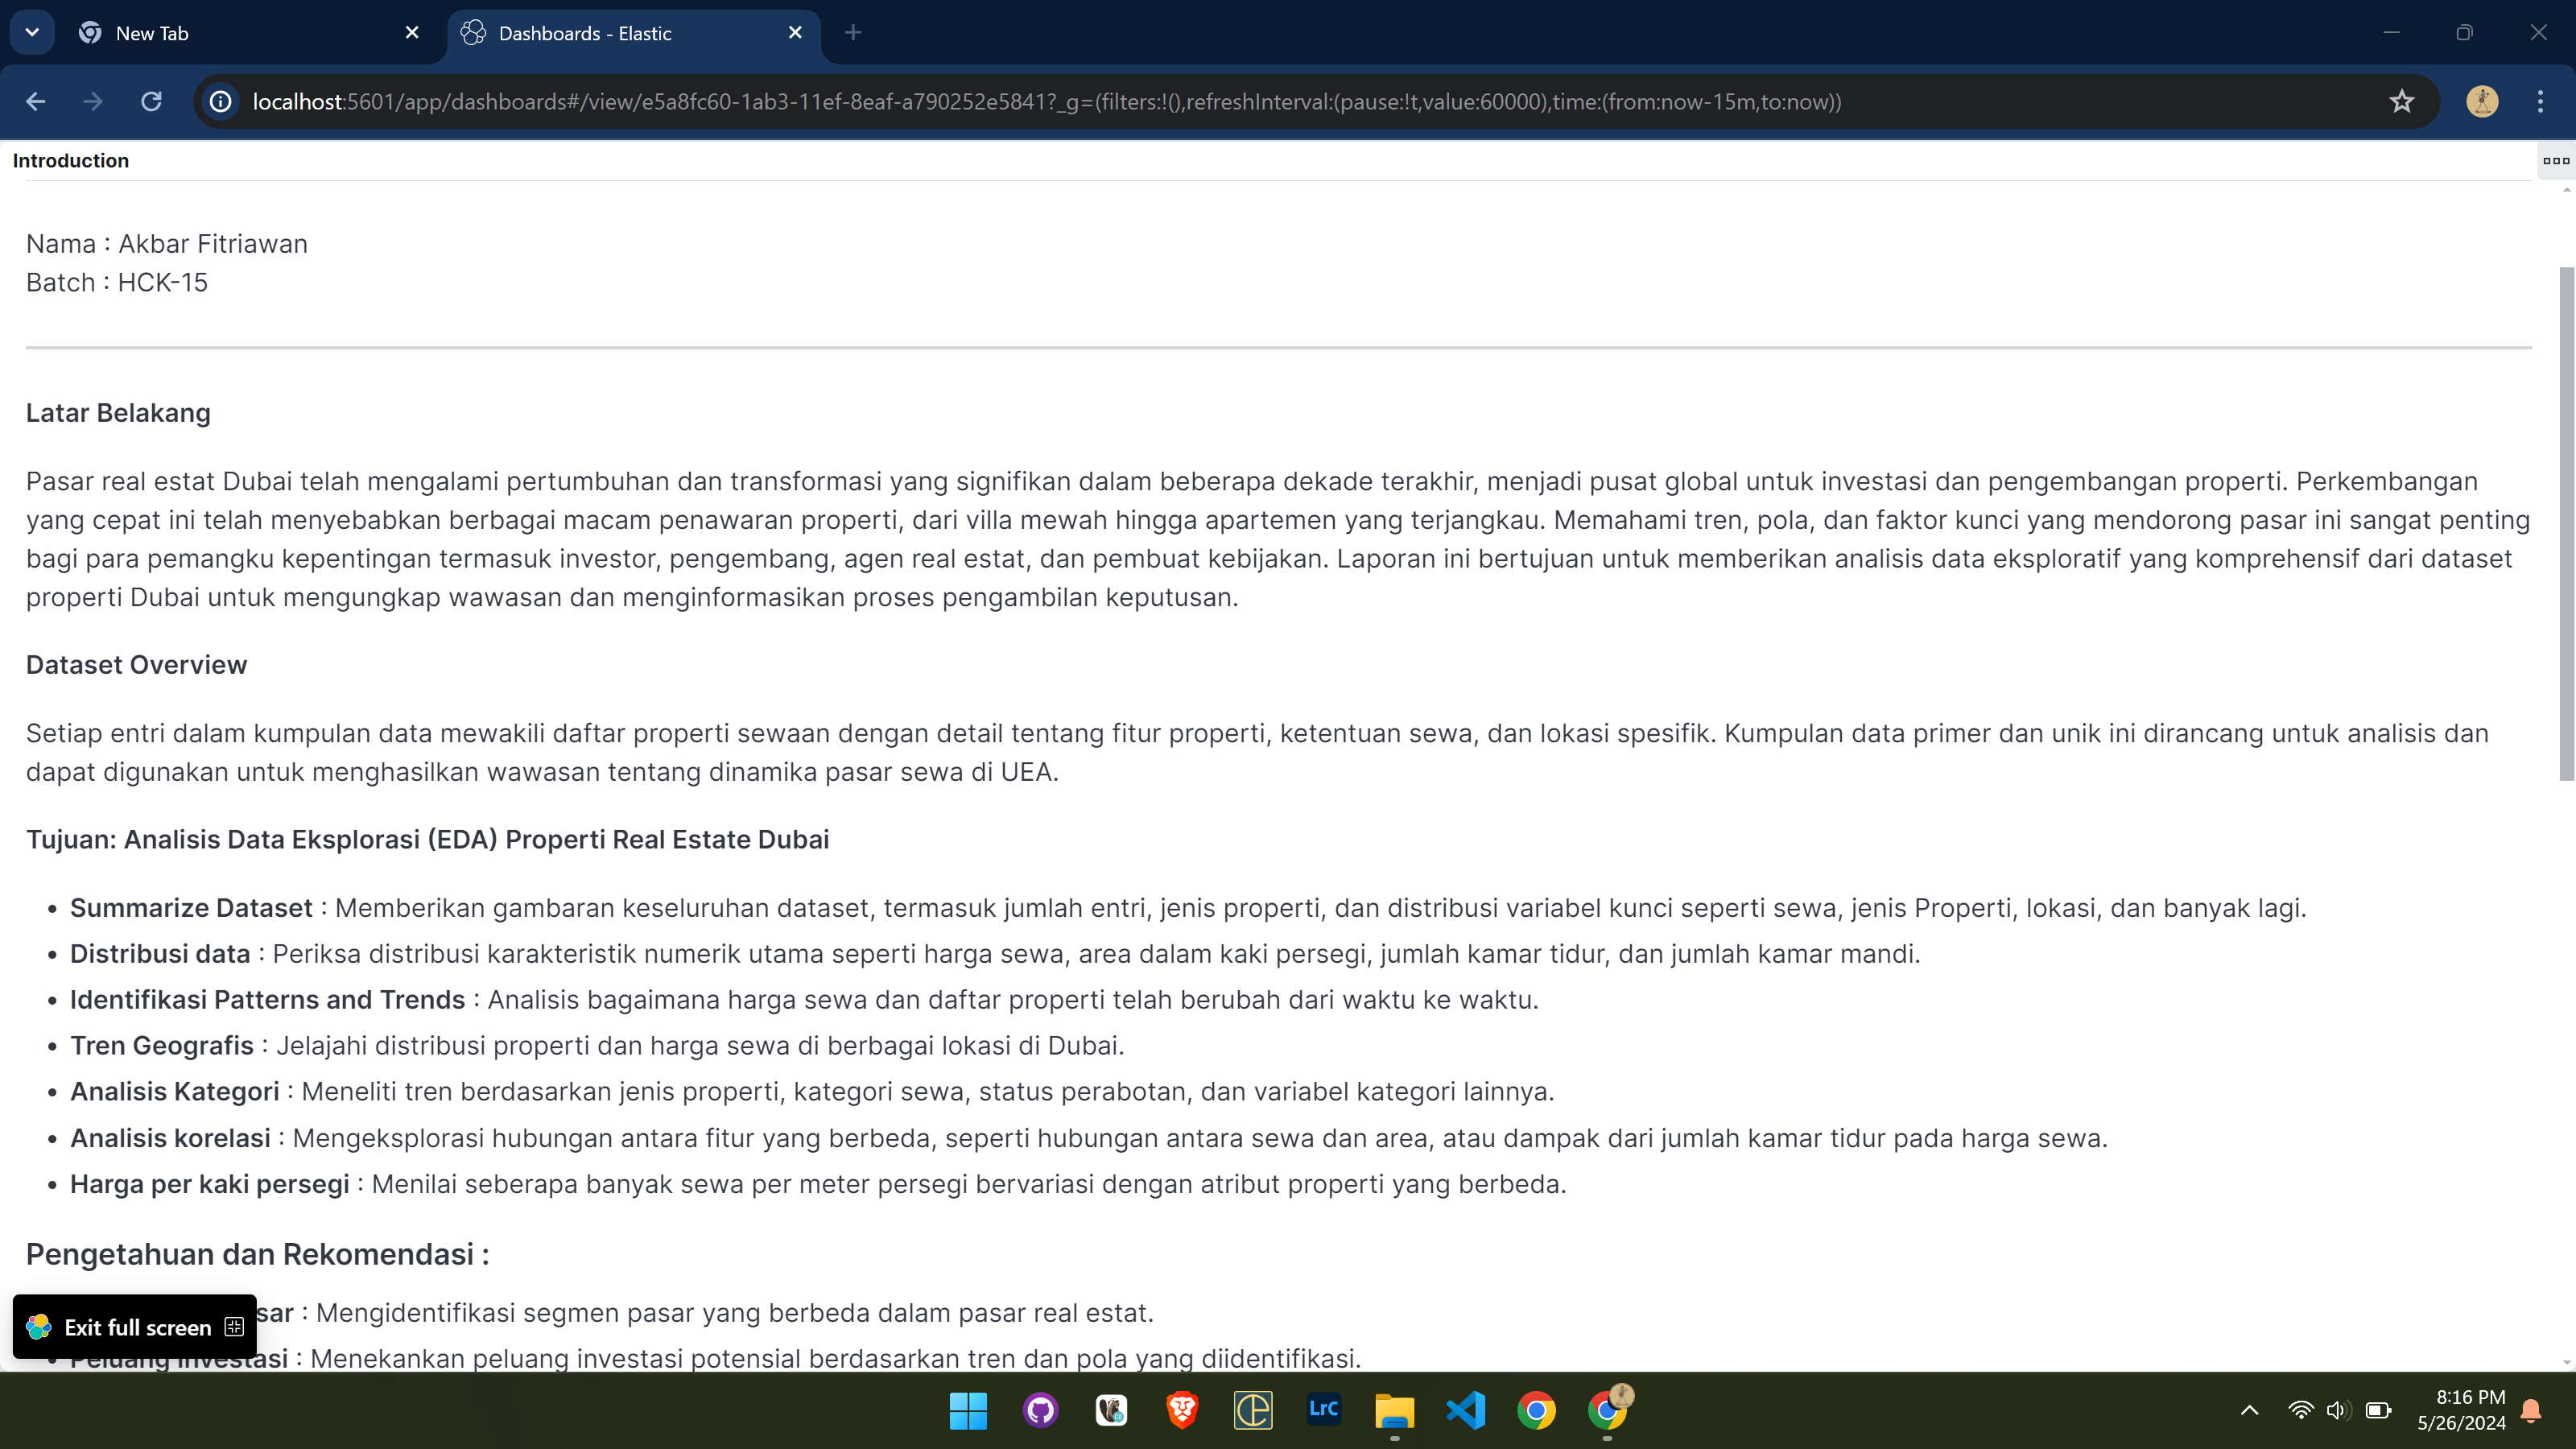 New Tab
Dashboards - Elastic
localhost:5601/app/dashboards#/view/e5a8fc60-1ab3-11ef-8eaf-a790252e5841?_g=(filters:!(),refreshInterval:(pause:!t,value:60000),time:(from:now-15m,to:now))
Introduction
Nama : Akbar Fitriawan
Batch : HCK-15
Latar Belakang
Pasar real estat Dubai telah mengalami pertumbuhan dan transformasi yang signifikan dalam beberapa dekade terakhir, menjadi pusat global untuk investasi dan pengembangan properti. Perkembangan
yang cepat ini telah menyebabkan berbagai macam penawaran properti, dari villa mewah hingga apartemen yang terjangkau. Memahami tren, pola, dan faktor kunci yang mendorong pasar ini sangat penting
bagi para pemangku kepentingan termasuk investor, pengembang, agen real estat, dan pembuat kebijakan. Laporan ini bertujuan untuk memberikan analisis data eksploratif yang komprehensif dari dataset
properti Dubai untuk mengungkap wawasan dan menginformasikan proses pengambilan keputusan.
Dataset Overview
Setiap entri dalam kumpulan data mewakili daftar properti sewaan dengan detail tentang fitur properti, ketentuan sewa, dan lokasi spesifik. Kumpulan data primer dan unik ini dirancang untuk analisis dan
dapat digunakan untuk menghasilkan wawasan tentang dinamika pasar sewa di UEA.
Tujuan: Analisis Data Eksplorasi (EDA) Properti Real Estate Dubai
• Summarize Dataset : Memberikan gambaran keseluruhan dataset, termasuk jumlah entri, jenis properti, dan distribusi variabel kunci seperti sewa, jenis Properti, lokasi, dan banyak lagi.
• Distribusi data : Periksa distribusi karakteristik numerik utama seperti harga sewa, area dalam kaki persegi, jumlah kamar tidur, dan jumlah kamar mandi.
• Identifikasi Patterns and Trends : Analisis bagaimana harga sewa dan daftar properti telah berubah dari waktu ke waktu.
• Tren Geografis : Jelajahi distribusi properti dan harga sewa di berbagai lokasi di Dubai.
• Analisis Kategori : Meneliti tren berdasarkan jenis properti, kategori sewa, status perabotan, dan variabel kategori lainnya.
• Analisis korelasi : Mengeksplorasi hubungan antara fitur yang berbeda, seperti hubungan antara sewa dan area, atau dampak dari jumlah kamar tidur pada harga sewa.
• Harga per kaki persegi : Menilai seberapa banyak sewa per meter persegi bervariasi dengan atribut properti yang berbeda.
Pengetahuan dan Rekomendasi :
sar : Mengidentifikasi segmen pasar yang berbeda dalam pasar real estat.
Exit full screen
• Peluang investasi : Menekankan peluang investasi potensial berdasarkan tren dan pola yang diidentifikasi.
LrC
8:16 PM
5/26/2024